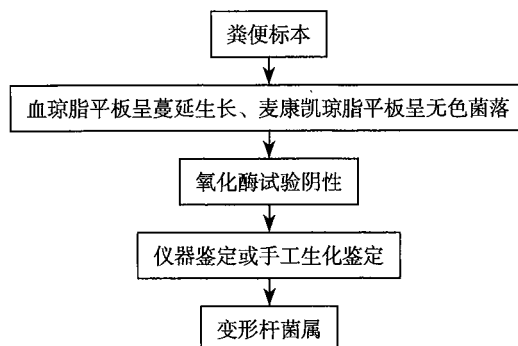 粪便标本
血琼脂平板呈蔓延生长、麦康凯琼脂平板呈无色菌落
氧化酶试验阴性
仪器鉴定或手工生化鉴定
变形杆菌属